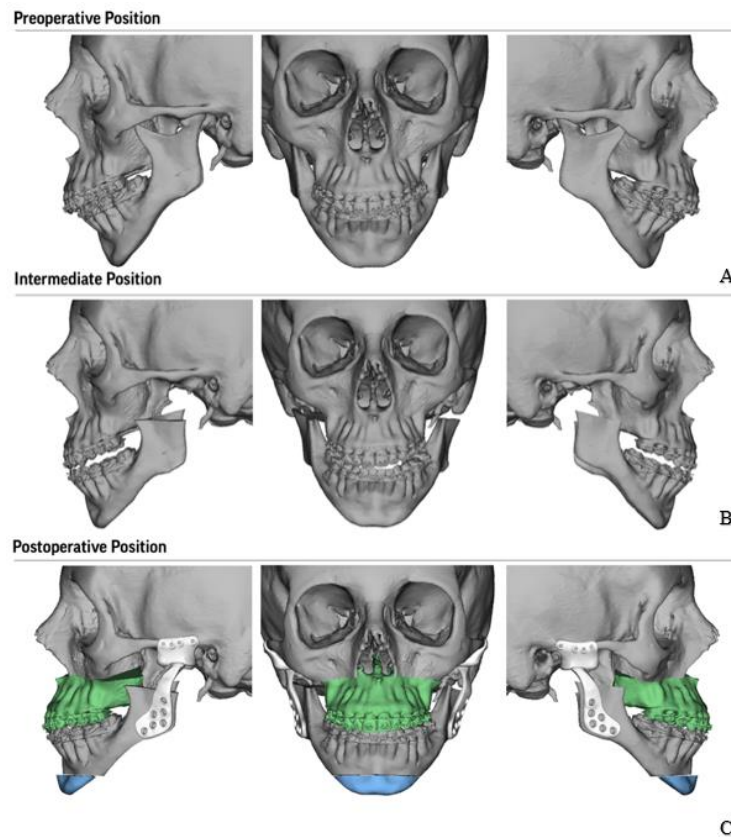 Preoperative Position
A
Intermediate Position
B
Postoperative Position
C